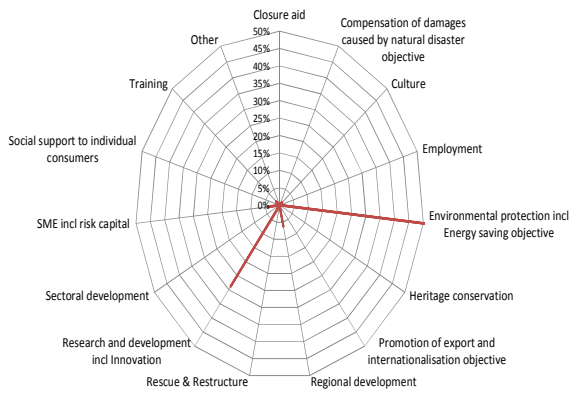 Closure aid
Compensation of damages
caused by natural disaster
objective
Culture
Employment
Environmental protection incl
Energy saving objective
Heritage conservation
Promotion of export and
internationalisation objective
Regional development
Rescue & Restructure
Research and development
incl Innovation
Sectoral development
SME incl risk capital
Social support to individual
consumers
Training
Other
50%
45%
40%
35%
30%
25%
20%
15%
10%
5%
0%